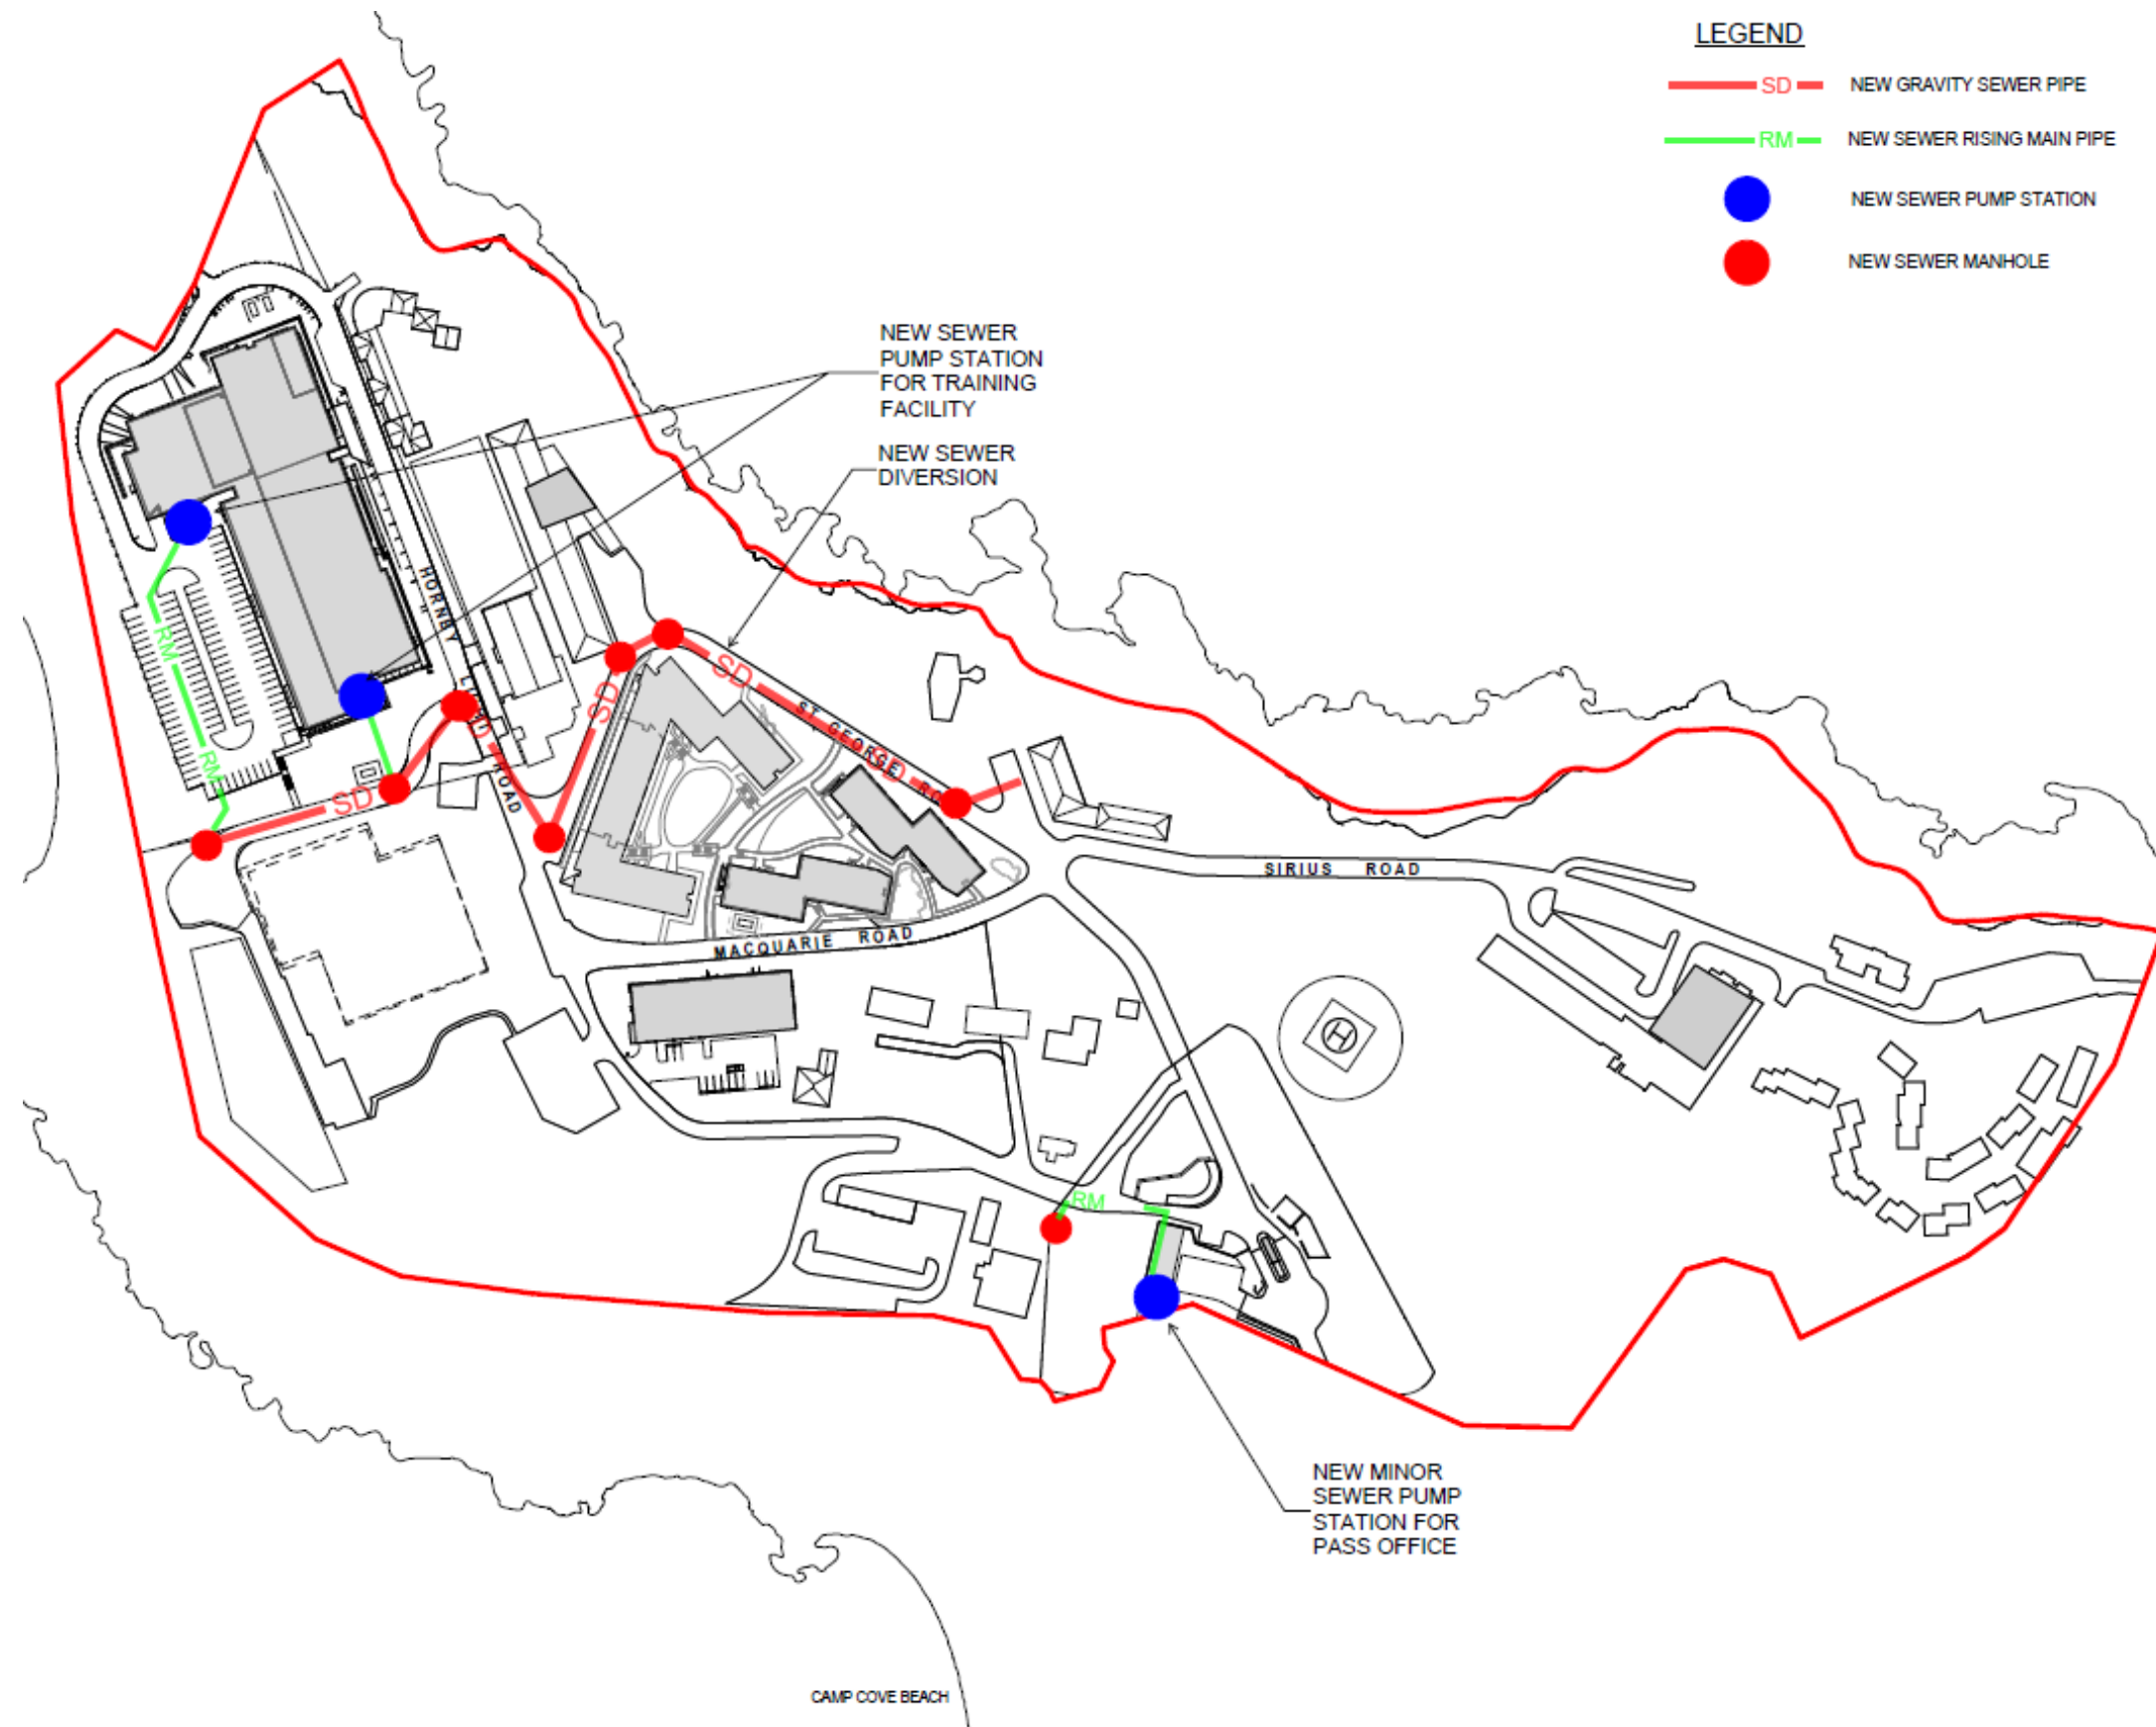 LEGEND
SD NEW GRAVITY SEWER PIPE
RM NEW SEWER RISING MAIN PIPE
NEW SEWER PUMP STATION
NEW SEWER MANHOLE
NEW SEWER
PUMP STATION
FOR TRAINING
FACILITY
NEW SEWER
DIVERSION
HORNBY
ROAD
RM
RM
SD
SD
SD
SD
ST GEORGE
SIRIUS ROAD
MACQUARIE ROAD
H
RM
NEW MINOR
SEWER PUMP
STATION FOR
PASS OFFICE
CAMP COVE BEACH